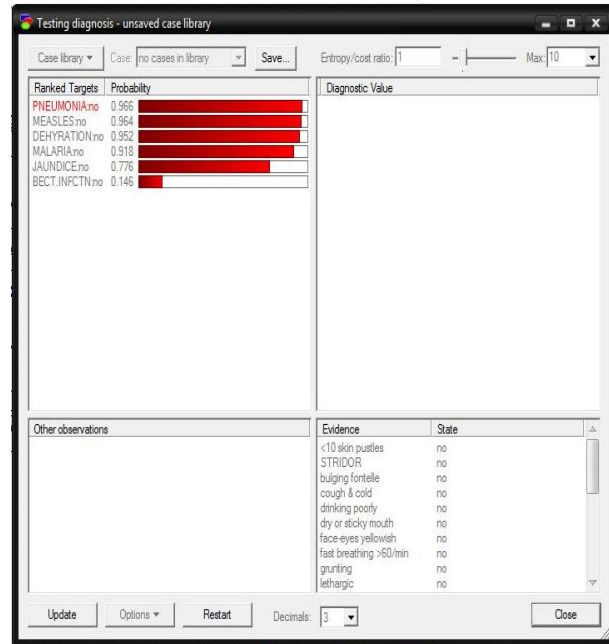 Testing diagnosis - unsaved case library
Case library Case: no cases in library Save... Entropy/cost ratio: 1 Max: 10
Ranked Targets Probability
PNEUMONIA:no 0.966
MEASLES:no 0.964
DEHYRATION:no 0.952
MALARIA:no 0.918
JAUNDICE:no 0.776
BECT.INFCTN:no 0.146
Diagnostic Value
Other observations
Evidence State
<10 skin pustles no
STRIDOR no
bulging fontelle no
cough & cold no
drinking poorly no
dry or sticky mouth no
face-eyes yellowish no
fast breathing >60/min no
grunting no
lethargic no
Update Options Restart Decimals: 3 Close